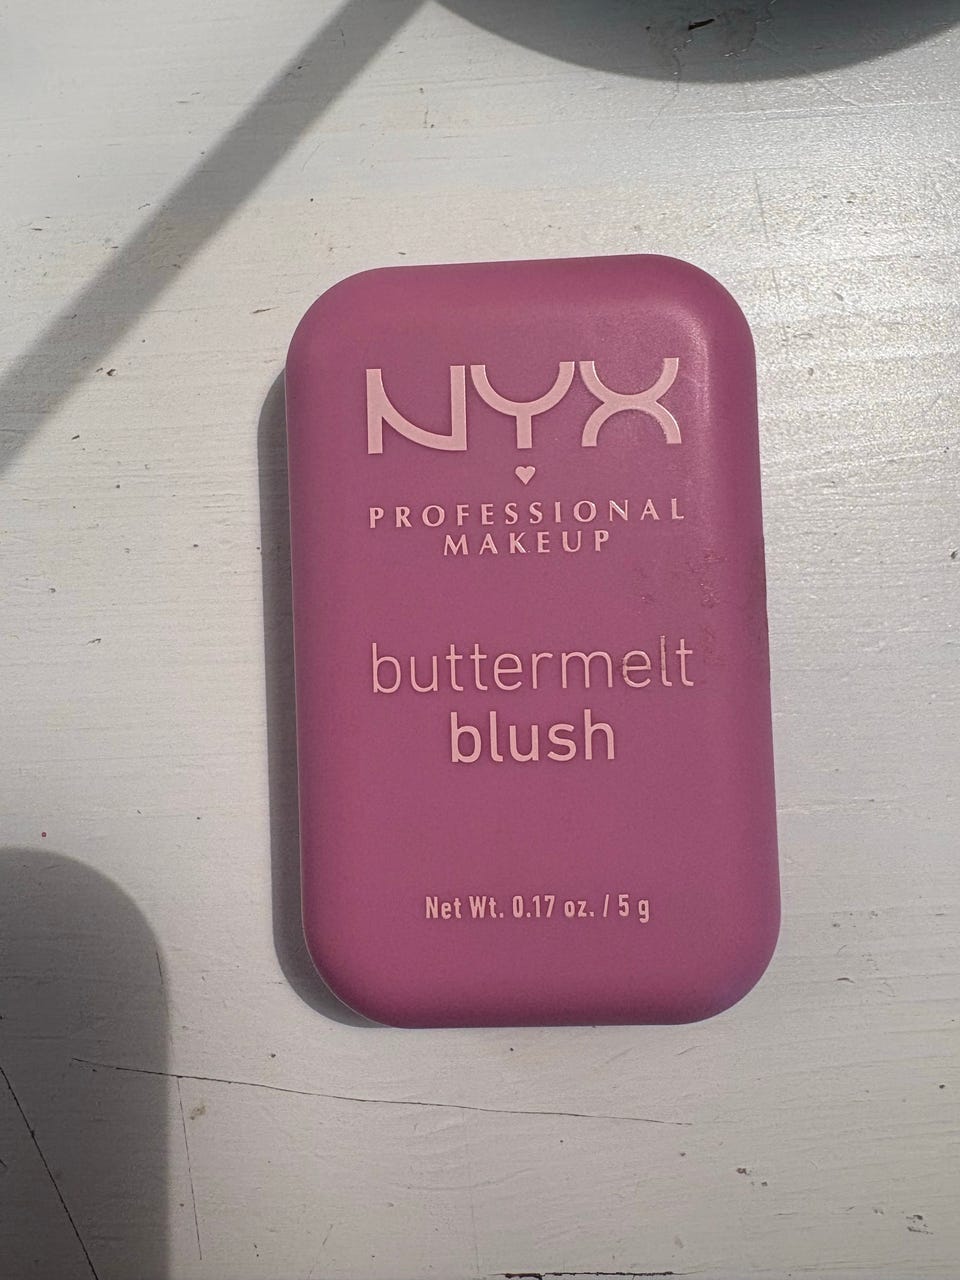 NYX
PROFESSIONAL
MAKEUP
buttermelt
blush
Net Wt. 0.17 oz. / 5 g